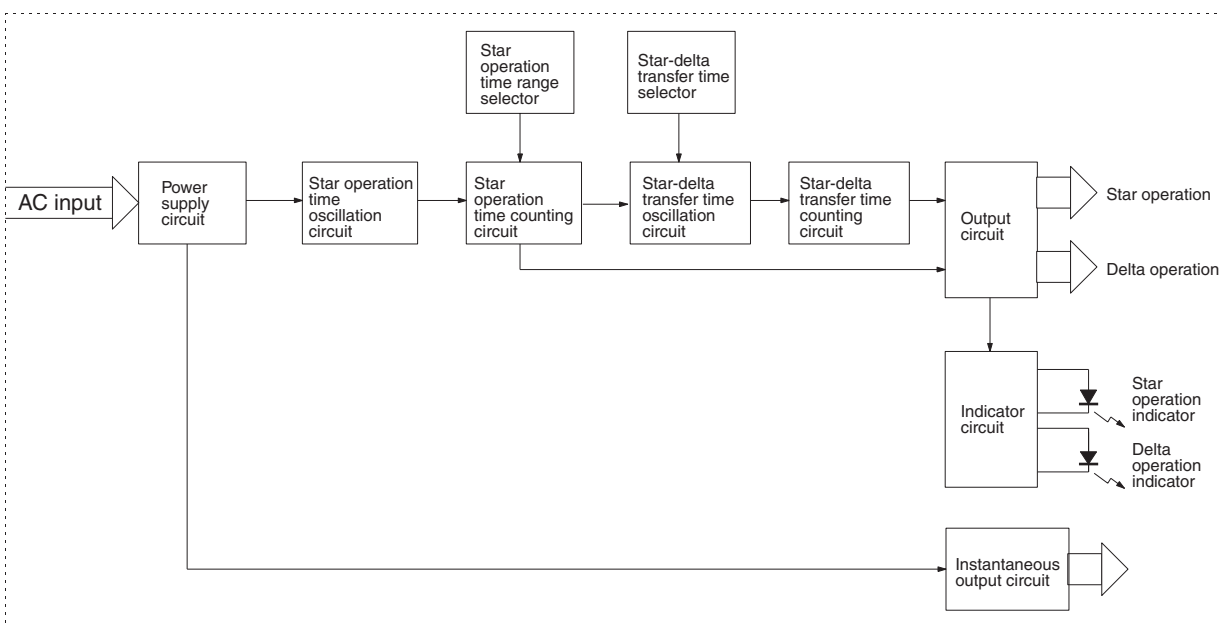 Star
operation
time range
selector
Star-delta
transfer time
selector
AC input
Power
supply
circuit
Star operation
time
oscillation
circuit
Star
operation
time counting
circuit
Star-delta
transfer time
oscillation circuit
Star-delta
transfer time
counting
circuit
Output
circuit
Star operation
Delta operation
Indicator
circuit
Star
operation
indicator
Delta
operation
indicator
Instantaneous
output circuit